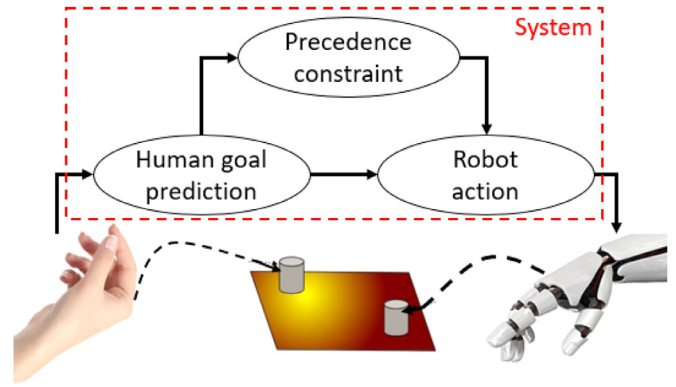 System
Precedence
constraint
Human goal
prediction
Robot
action